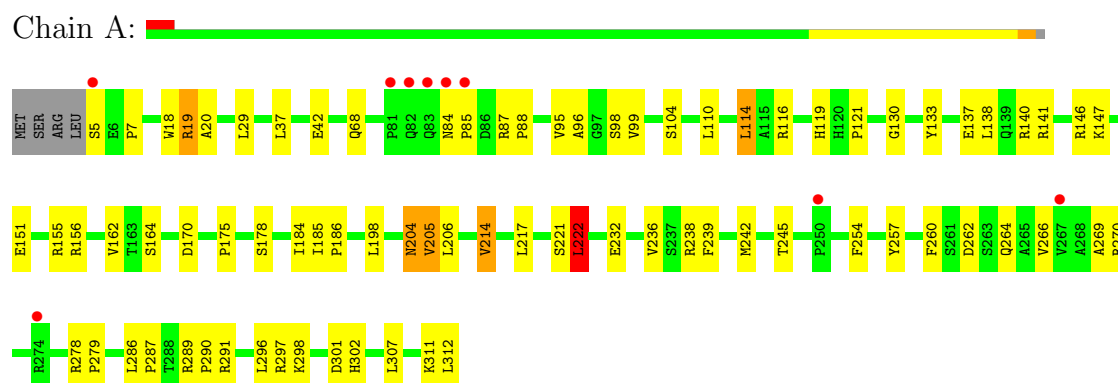 Chain A:
MET SER ARG LEU S5 E6 P7 W18 R19 A20 L29 L37 E42 Q68 P81 Q82 Q83 N84 P85 D86 R87 P88 V95 A96 G97 S98 V99 S104 L110 L114 A115 R116 H119 H120 P121 G130 Y133 E137 L138 Q139 R140 R141 R146 K147
E151 R155 R156 V162 T163 S164 D170 P175 S178 I184 I185 P186 L198 N204 V205 L206 V214 L217 S221 L222 E232 V236 S237 R238 F239 M242 T245 P250 F254 Y257 F260 S261 D262 S263 Q264 A265 V266 V267 A268 A269
R274 R278 P279 L286 P287 T288 R289 P290 R291 L296 R297 K298 D301 H302 L307 K311 L312